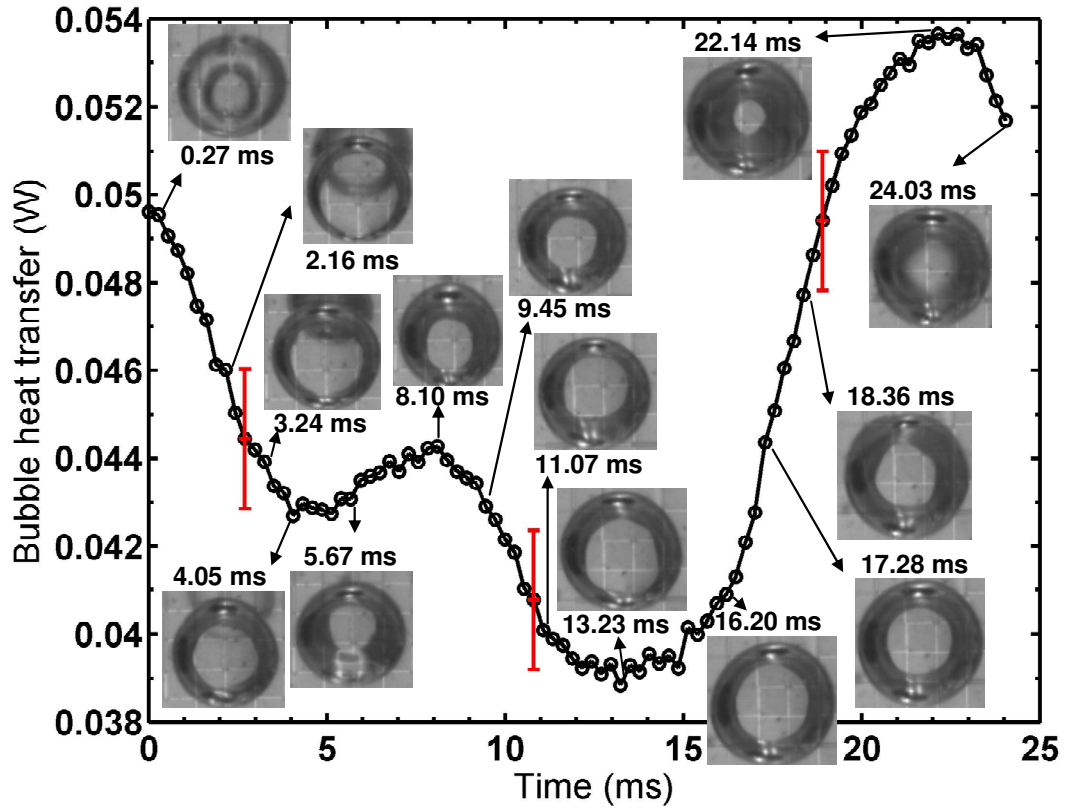 0.054
0.052
0.05
0.048
0.046
0.044
0.042
0.04
0.038
Bubble heat transfer (W)
0.27 ms
2.16 ms
3.24 ms
4.05 ms
5.67 ms
8.10 ms
9.45 ms
11.07 ms
13.23 ms
16.20 ms
17.28 ms
18.36 ms
22.14 ms
24.03 ms
0 5 10 15 20 25
Time (ms)